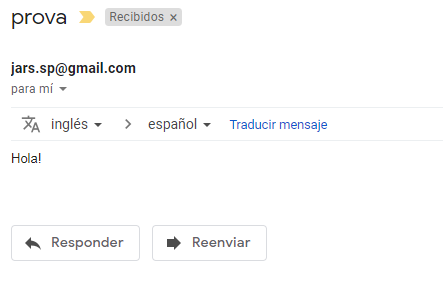 prova Recibidos ×
jars.sp@gmail.com
para mí
inglés > español Traducir mensaje
Hola!
Responder Reenviar